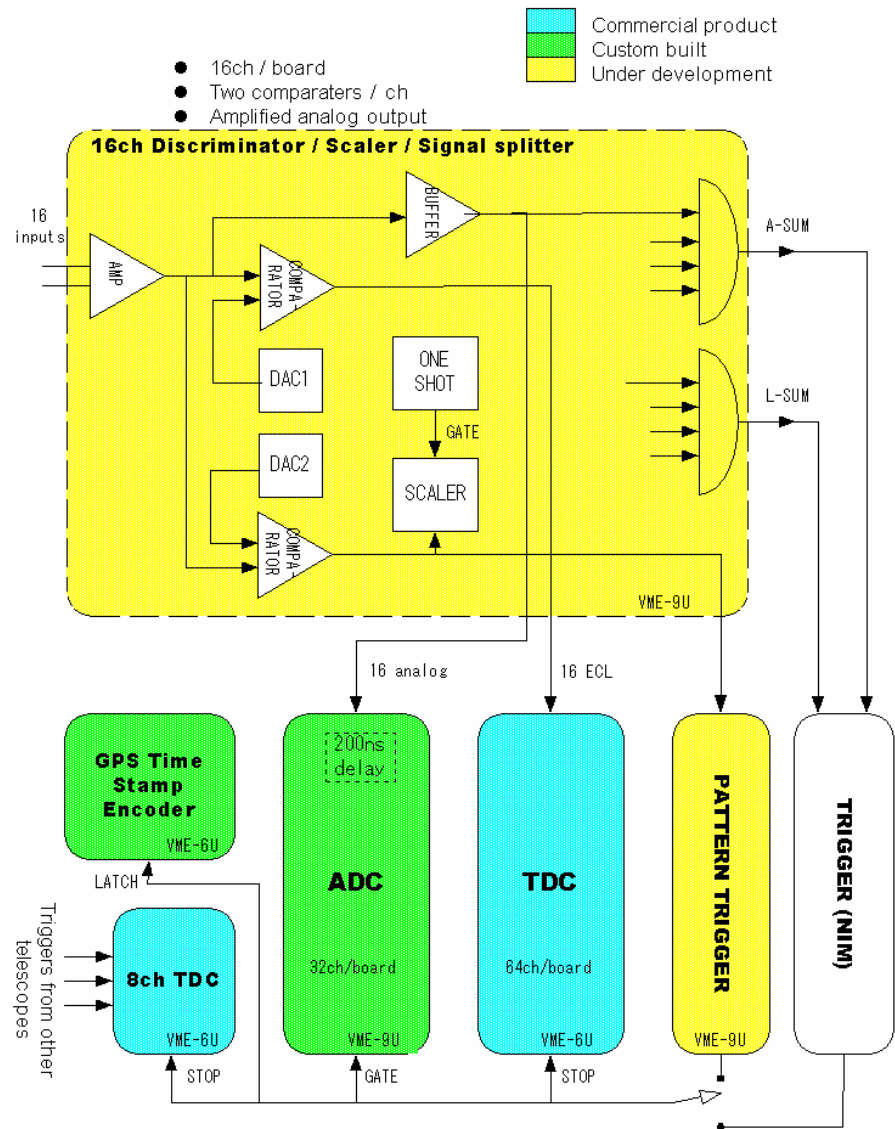 Commercial product
Custom built
Under development
16ch / board
Two comparaters / ch
Amplified analog output
16ch Discriminator / Scaler / Signal splitter
16
inputs
AMP
BUFFER
COMPA-
RATOR
A-SUM
DAC1
ONE
SHOT
GATE
L-SUM
DAC2
SCALER
COMPA-
RATOR
VME-9U
16 analog
16 ECL
GPS Time
Stamp
Encoder
VME-6U
LATCH
200ns
delay
ADC
32ch/board
VME-9U
TDC
64ch/board
VME-6U
PATTERN TRIGGER
VME-9U
TRIGGER (NIM)
Triggers from other
telescopes
8ch TDC
VME-6U
STOP
GATE
STOP